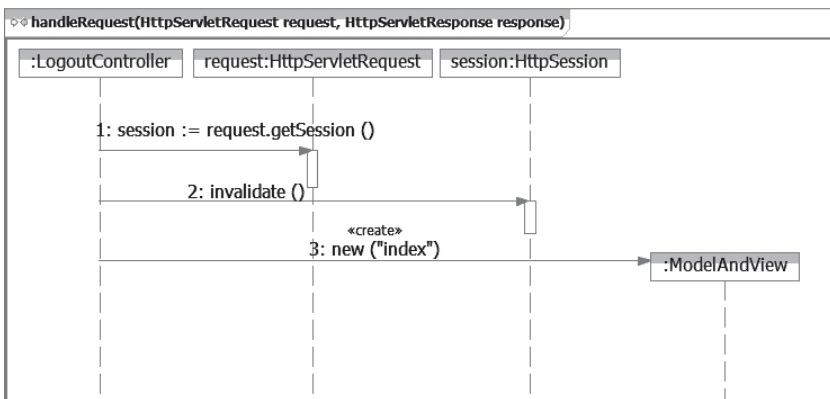 handleRequest(HttpServletRequest request, HttpServletResponse response)
:LogoutController
request:HttpServletRequest
session:HttpSession
1: session := request.getSession ()
2: invalidate ()
«create»
3: new ("index")
:ModelAndView